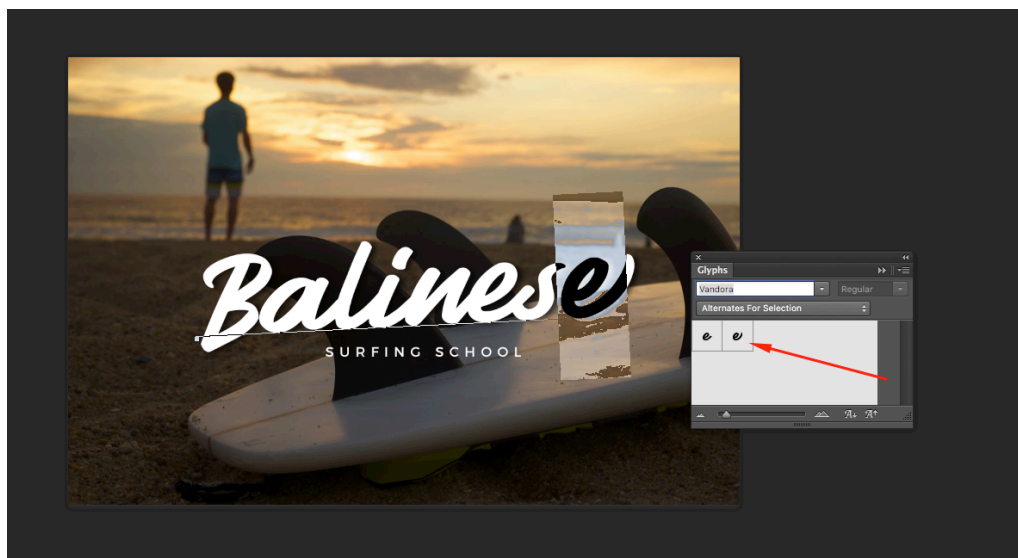 Balinese
SURFING SCHOOL
Glyphs
Vandora
Regular
Alternates For Selection
e e